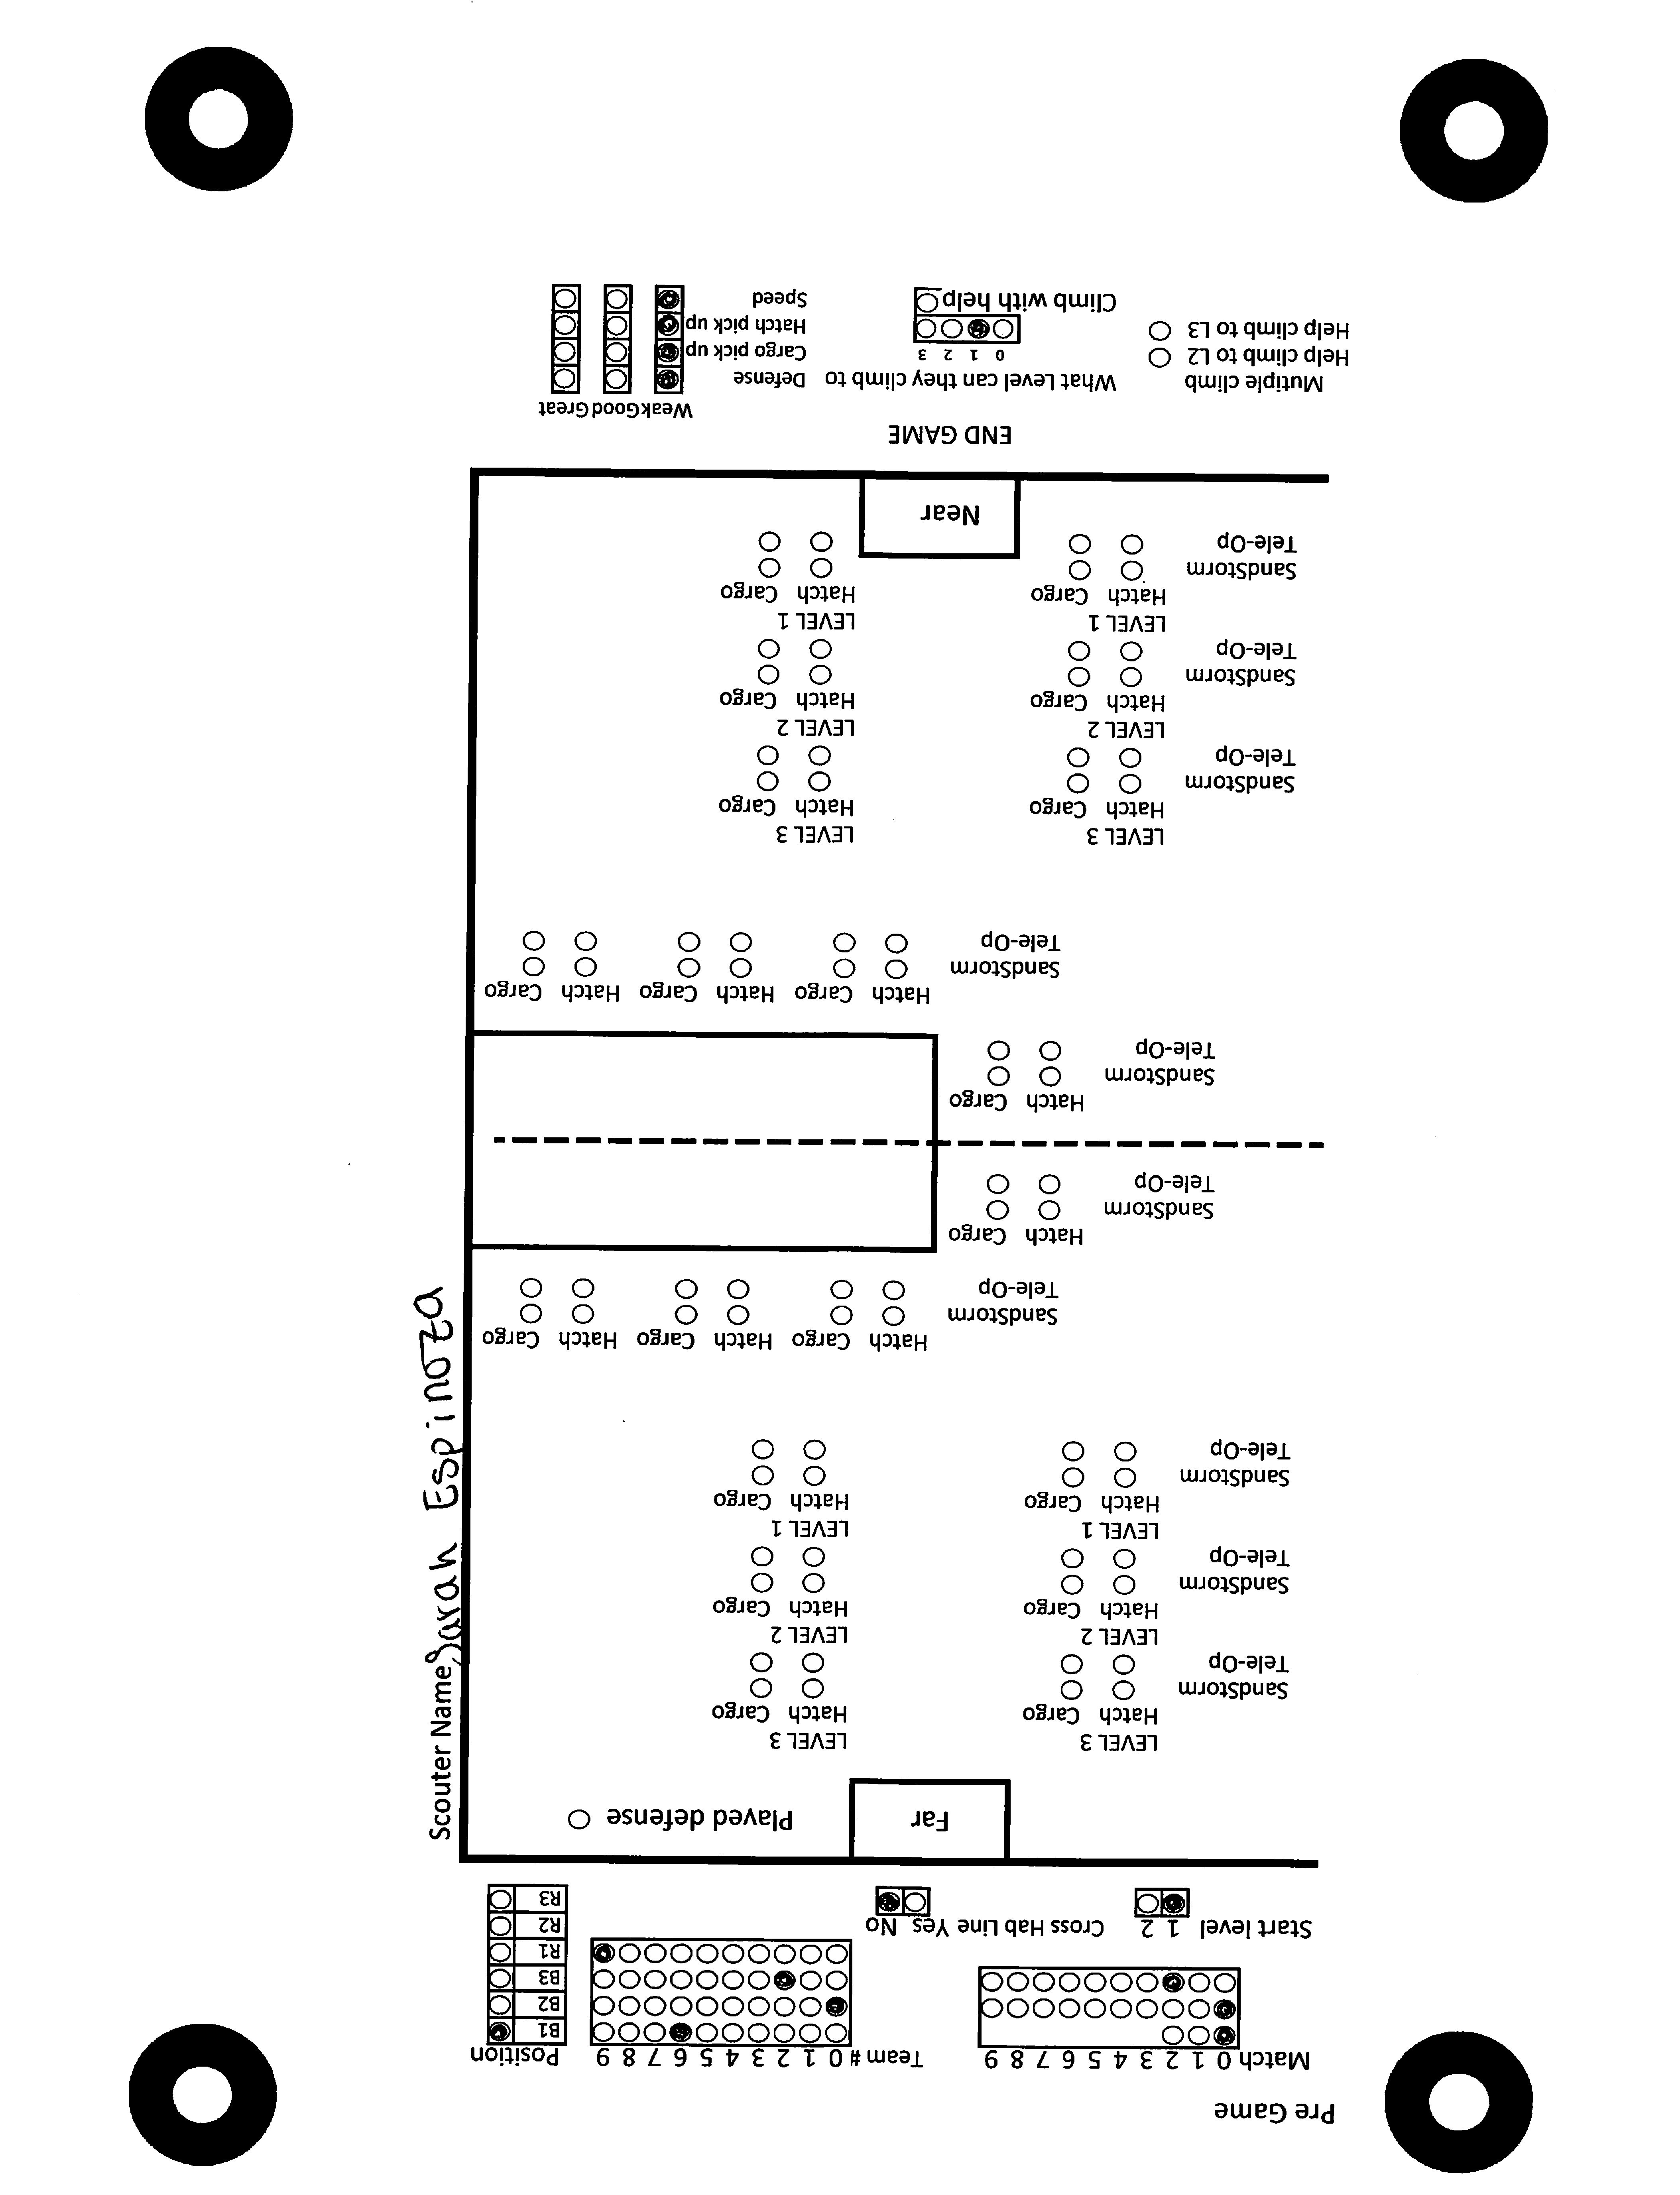 Pre Game
Match 0 1 2 3 4 5 6 7 8 9
Team # 0 1 2 3 4 5 6 7 8 9
Position
B1
B2
B3
R1
R2
R3
Start level 1 2
Cross Hab Line Yes No
Far
Played defense
Scouter Name Sarah Espinoza
LEVEL 3 LEVEL 3
Hatch Cargo Hatch Cargo
SandStorm
Tele-Op
LEVEL 2 LEVEL 2
Hatch Cargo Hatch Cargo
SandStorm
Tele-Op
LEVEL 1 LEVEL 1
Hatch Cargo Hatch Cargo
SandStorm
Tele-Op
Hatch Cargo Hatch Cargo Hatch Cargo
SandStorm
Tele-Op
Hatch Cargo
SandStorm
Tele-Op
Hatch Cargo
SandStorm
Tele-Op
Hatch Cargo Hatch Cargo Hatch Cargo
SandStorm
Tele-Op
LEVEL 3 LEVEL 3
Hatch Cargo Hatch Cargo
SandStorm
Tele-Op
LEVEL 2 LEVEL 2
Hatch Cargo Hatch Cargo
SandStorm
Tele-Op
LEVEL 1 LEVEL 1
Hatch Cargo Hatch Cargo
SandStorm
Tele-Op
Near
END GAME
Mutiple climb
Help climb to L2
Help climb to L3
What Level can they climb to
0 1 2 3
Climb with help
Weak Good Great
Defense
Cargo pick up
Hatch pick up
Speed